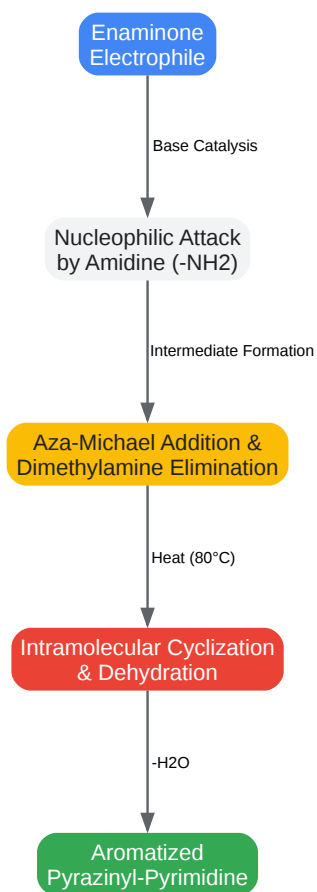 Enaminone
Electrophile
Base Catalysis
Nucleophilic Attack
by Amidine (-NH2)
Intermediate Formation
Aza-Michael Addition &
Dimethylamine Elimination
Heat (80°C)
Intramolecular Cyclization
& Dehydration
-H2O
Aromatized
Pyrazinyl-Pyrimidine